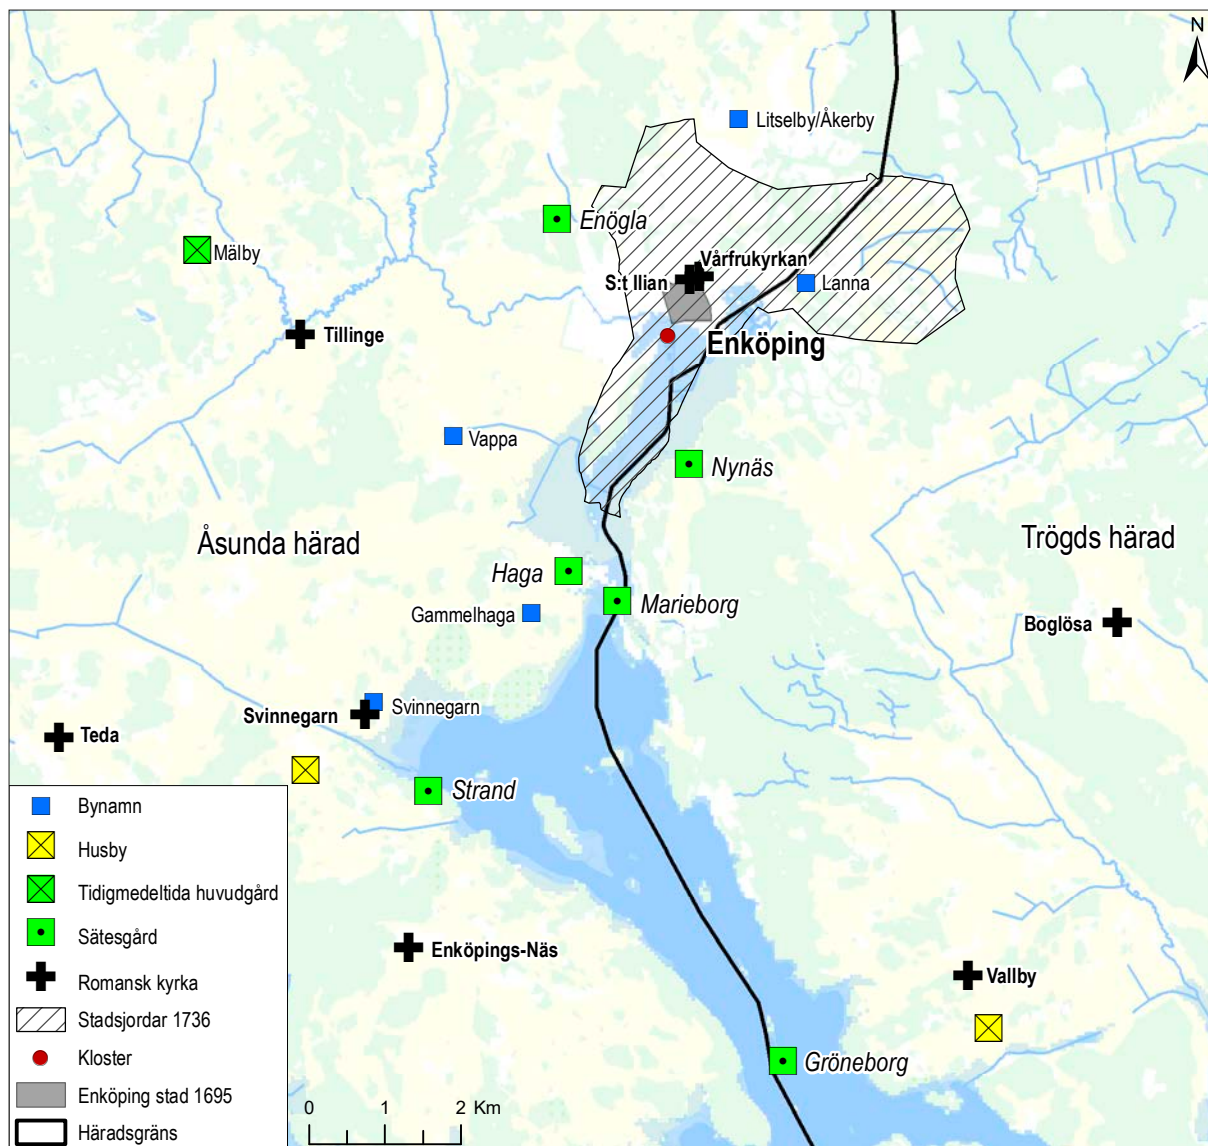 N
Litselby/Åkerby
Enögla
Mälby
Vårfrukyrkan
S:t Ilian
Lanna
Tillinge
Enköping
Vappa
Nynäs
Åsunda härad
Trögds härad
Haga
Marieborg
Gammelhaga
Boglösa
Svinnegarn
Svinnegarn
Teda
Strand
Bynamn
Husby
Tidigmedeltida huvudgård
Sätesgård
Romansk kyrka
Stadsjordar 1736
Kloster
Enköping stad 1695
Häradsgräns
Enköpings-Näs
Vallby
Gröneborg
0 1 2 Km